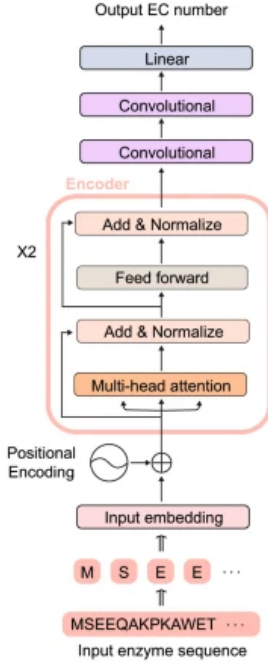 Output EC number
Linear
Convolutional
Convolutional
Encoder
Add & Normalize
X2
Feed forward
Add & Normalize
Multi-head attention
Positional
Encoding
Input embedding
M S E E ...
MSEEQAKPKAWET ...
Input enzyme sequence